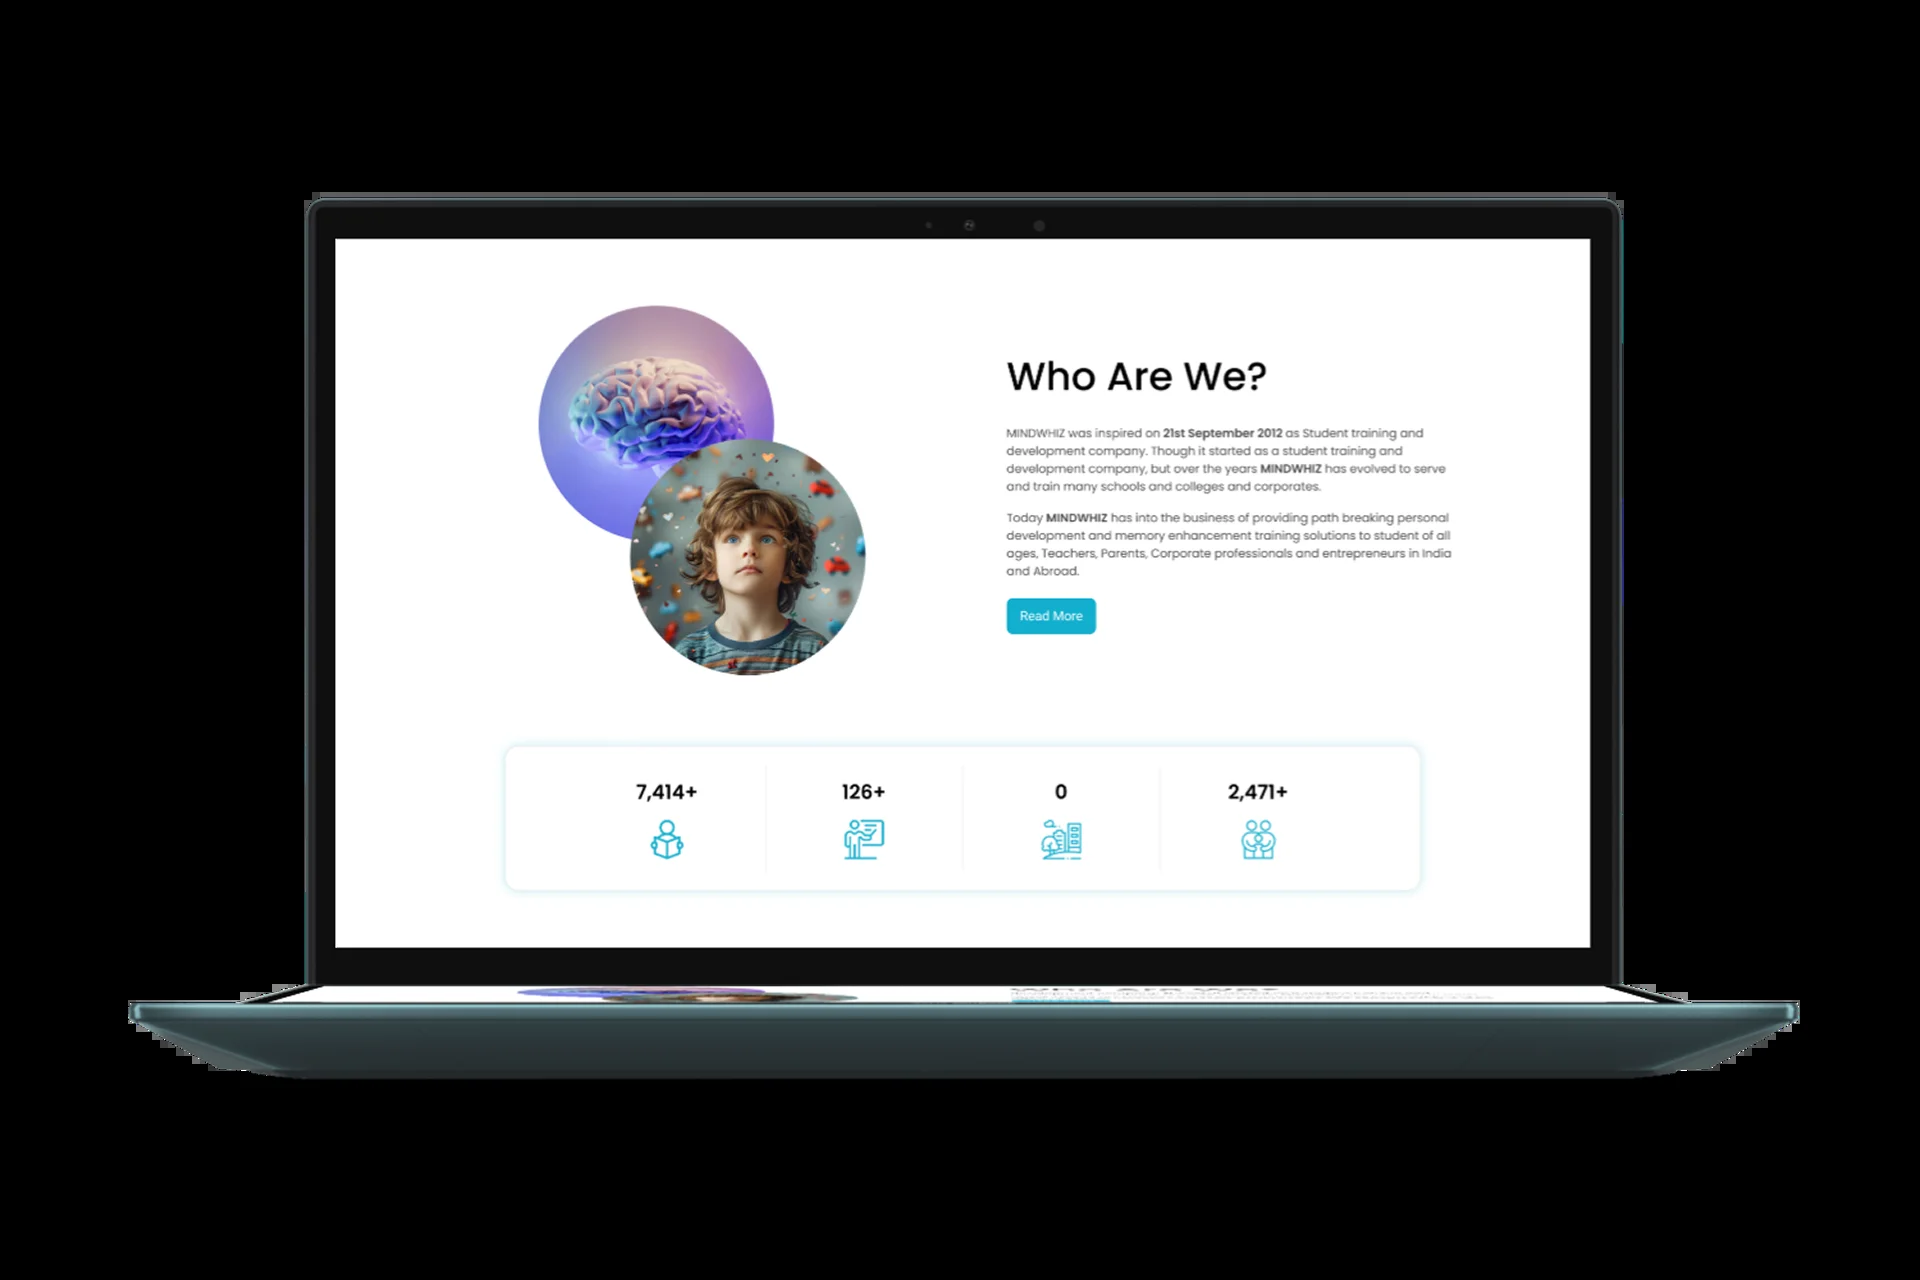 Who Are We?
MINDWHIZ was inspired on 21st September 2012 as Student training and
development company. Though it started as a student training and
development company, but over the years MINDWHIZ has evolved to serve
and train many schools and colleges and corporates.
Today MINDWHIZ has into the business of providing path breaking personal
development and memory enhancement training solutions to student of all
ages, Teachers, Parents, Corporate professionals and entrepreneurs in India
and Abroad.
Read More
7,414+
126+
0
2,471+